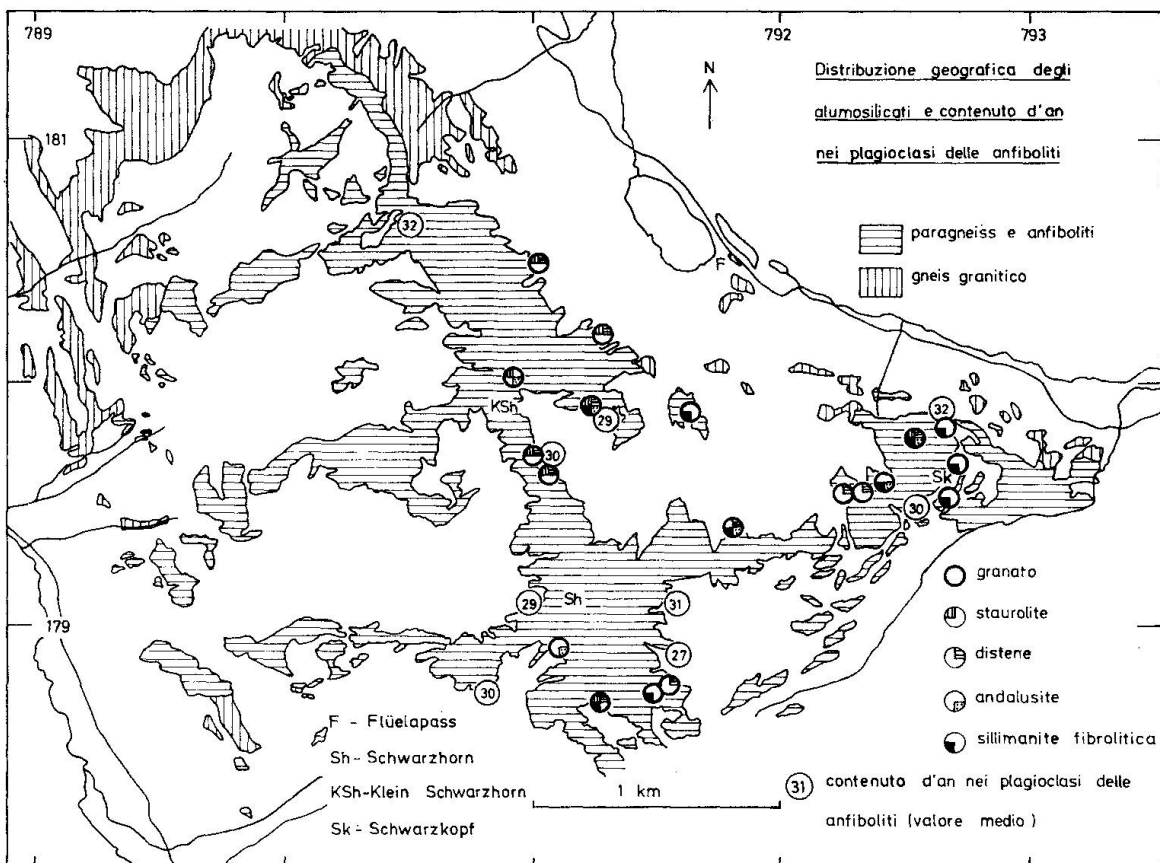 789
792
793
N
Distribuzione geografica degli
alumosilicati e contenuto d'an
nei plagioclasi delle anfiboliti
181
paragneiss e anfiboliti
gneis granitico
32
F
KSh
29
32
30
Sk
30
granato
29
Sh
31
staurolite
179
27
distene
30
andalusite
F - Flüelapass
sillimanite fibrolitica
Sh - Schwarzhorn
KSh-Klein Schwarzhorn
1 km
31 contenuto d'an nei plagioclasi delle
anfiboliti (valore medio)
Sk - Schwarzkopf